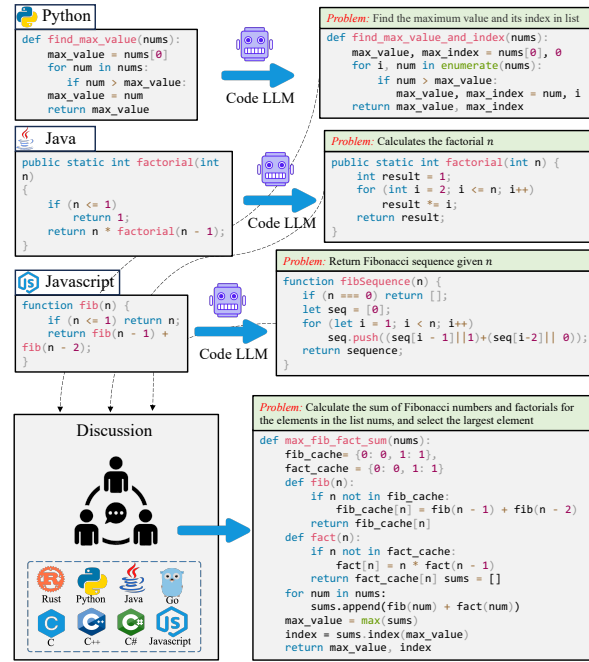 Python
def find_max_value(nums):
max_value = nums[0]
for num in nums:
if num > max_value:
max_value = num
return max_value
Code LLM
Problem: Find the maximum value and its index in list
def find_max_value_and_index(nums):
max_value, max_index = nums[0], 0
for i, num in enumerate(nums):
if num > max_value:
max_value, max_index = num, i
return max_value, max_index
Java
public static int factorial(int
n)
{
if (n <= 1)
return 1;
return n * factorial(n - 1);
}
Code LLM
Problem: Calculates the factorial n
public static int factorial(int n) {
int result = 1;
for (int i = 2; i <= n; i++)
result *= i;
return result;
}
JS
Javascript
function fib(n) {
if (n <= 1) return n;
return fib(n - 1) +
fib(n - 2);
}
Code LLM
Problem: Return Fibonacci sequence given n
function fibSequence(n) {
if (n === 0) return [];
let seq = [0];
for (let i = 1; i < n; i++)
seq.push((seq[i - 1]||1)+(seq[i-2]|| 0));
return sequence;
}
Discussion
Rust
Python
Java
Go
C
C
C++
C++
C#
C#
JS
Javascript
Problem: Calculate the sum of Fibonacci numbers and factorials for
the elements in the list nums, and select the largest element
def max_fib_fact_sum(nums):
fib_cache= {0: 0, 1: 1},
fact_cache = {0: 0, 1: 1}
def fib(n):
if n not in fib_cache:
fib_cache[n] = fib(n - 1) + fib(n - 2)
return fib_cache[n]
def fact(n):
if n not in fact_cache:
fact[n] = n * fact(n - 1)
return fact_cache[n] sums = []
for num in nums:
sums.append(fib(num) + fact(num))
max_value = max(sums)
index = sums.index(max_value)
return max_value, index